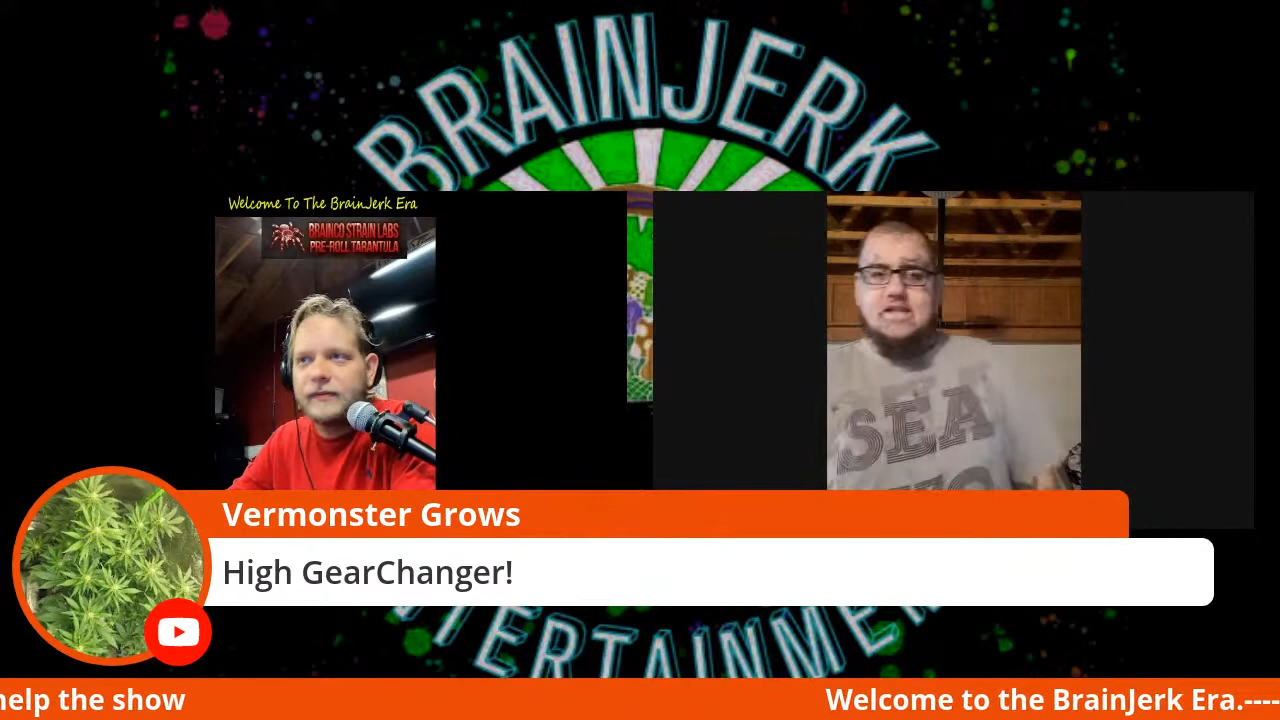 BRAINJERK
Welcome To The BrainJerk Era
BRAINCO STRAIN LABS
PRE-ROLL TARANTULA
SEA
Vermonster Grows
High GearChanger!
help the show
Welcome to the BrainJerk Era.----